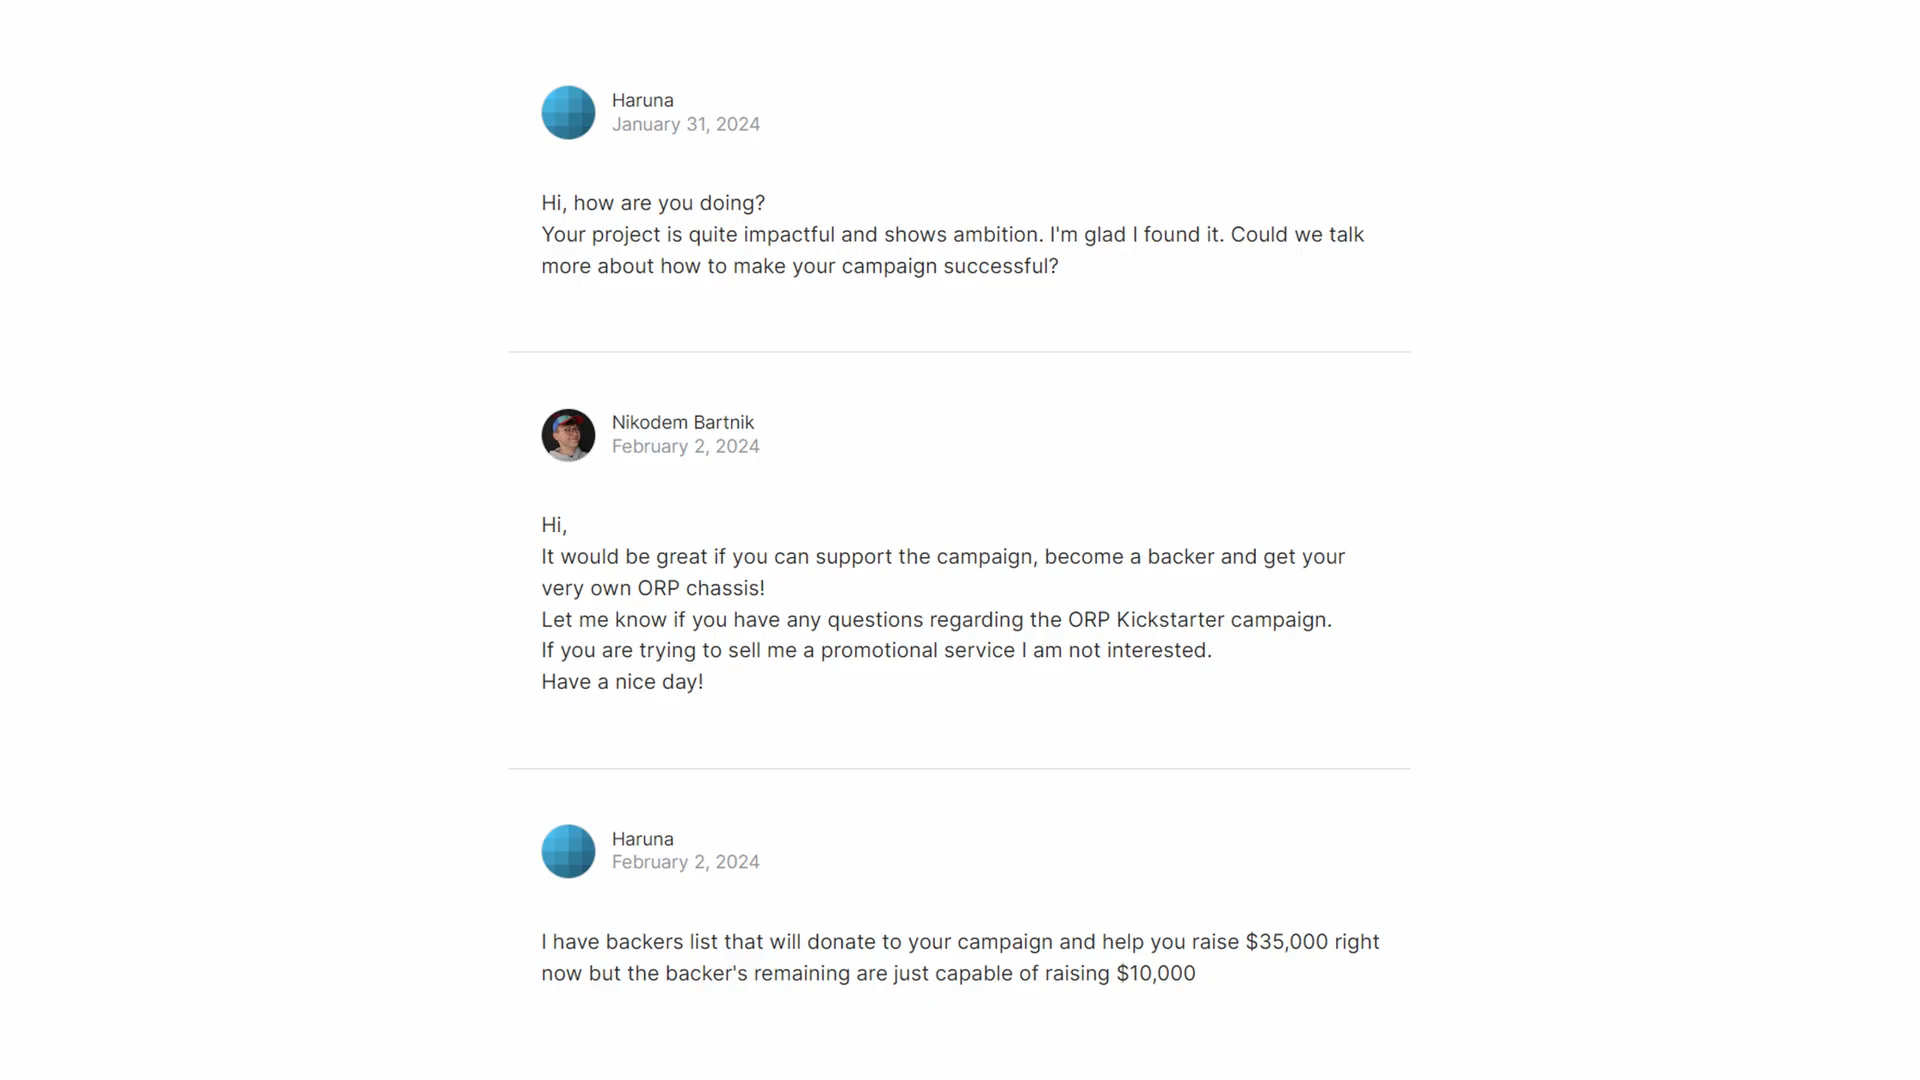 Haruna
January 31, 2024
Hi, how are you doing?
Your project is quite impactful and shows ambition. I'm glad I found it. Could we talk
more about how to make your campaign successful?
Nikodem Bartnik
February 2, 2024
Hi,
It would be great if you can support the campaign, become a backer and get your
very own ORP chassis!
Let me know if you have any questions regarding the ORP Kickstarter campaign.
If you are trying to sell me a promotional service I am not interested.
Have a nice day!
Haruna
February 2, 2024
I have backers list that will donate to your campaign and help you raise $35,000 right
now but the backer's remaining are just capable of raising $10,000